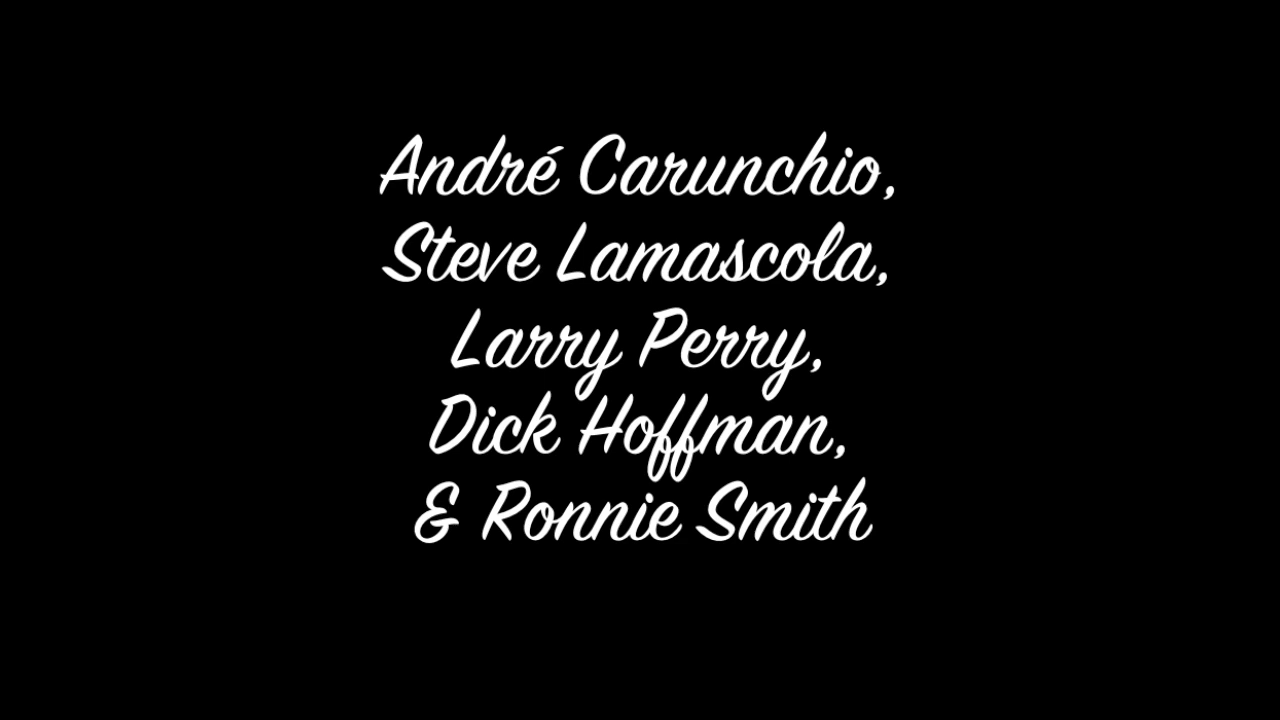 André Carunchio,
Steve Lamascola,
Larry Perry,
Dick Hoffman,
& Ronnie Smith